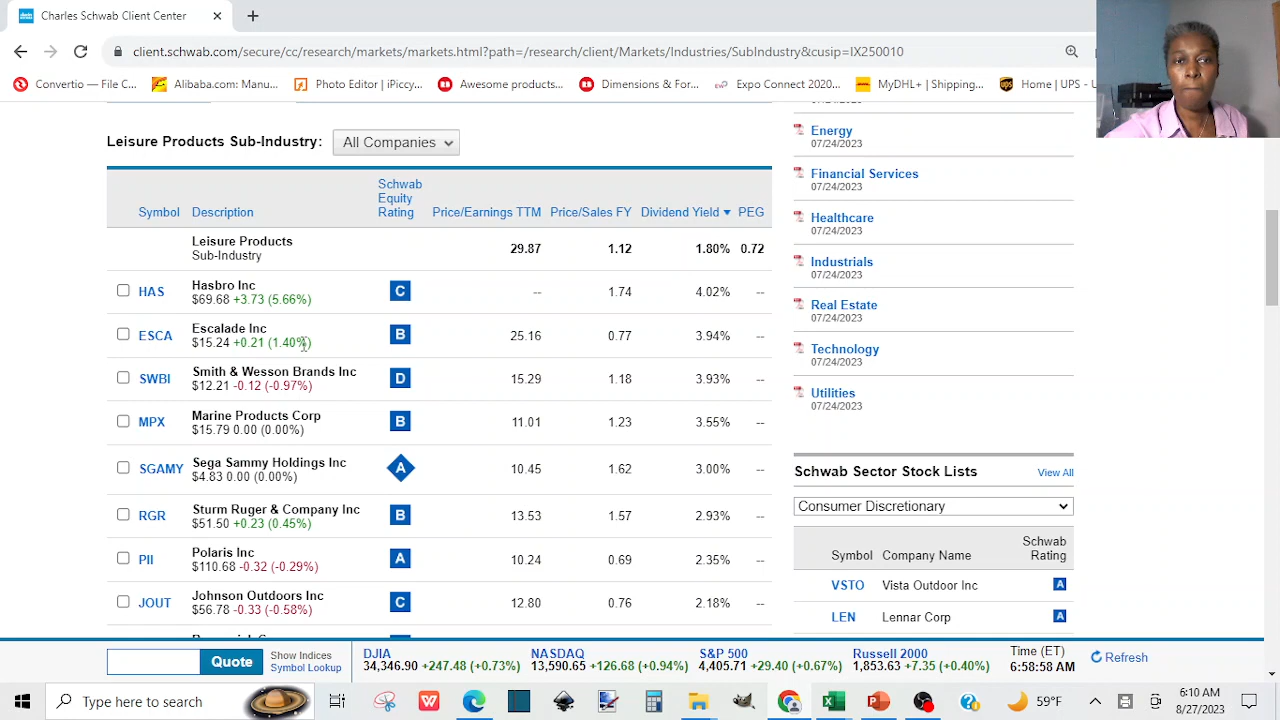 Charter Client
client.schwab.com/secure/cc/research/markets/markets.html?path=/research/client/Markets/Industries/SubIndustry&cusip=IX250010
Convertio — File C... Alibaba.com: Manuf... Photo Editor | iFiccy... Awesome products... Dimensions & For... Expo Connect 2020... MyDHL+ | Shipping... Home | UPS -
07/24/2023
Energy
07/24/2023
Financial Services
07/24/2023
Healthcare
07/24/2023
Industrials
07/24/2023
Real Estate
07/24/2023
Technology
07/24/2023
Utilities
07/24/2023
Leisure Products Sub-Industry: All Companies
Symbol Description Schwab Equity Rating Price/Earnings TTM Price/Sales FY Dividend Yield PEG
Leisure Products 29.87 1.12 1.80% 0.72
Sub-Industry
HAS Hasbro Inc C -- 1.74 4.02% --
$69.68 +3.73 (5.66%)
ESCA Escalade Inc B 25.16 0.77 3.94% --
$15.24 +0.21 (1.40%)
SWBI Smith & Wesson Brands Inc D 15.29 1.18 3.93% --
$12.21 -0.12 (-0.97%)
MPX Marine Products Corp B 11.01 1.23 3.55% --
$15.79 0.00 (0.00%)
SGAMY Sega Sammy Holdings Inc A 10.45 1.62 3.00% --
$4.83 0.00 (0.00%)
RGR Sturm Ruger & Company Inc B 13.53 1.57 2.93% --
$51.50 +0.23 (0.45%)
PII Polaris Inc A 10.24 0.69 2.35% --
$110.68 -0.32 (-0.29%)
JOUT Johnson Outdoors Inc C 12.80 0.76 2.18% --
$56.78 -0.33 (-0.58%)
Schwab Sector Stock Lists View All
Consumer Discretionary
Symbol Company Name Schwab Rating
VSTO Vista Outdoor Inc A
LEN Lennar Corp A
Quote
Show Indices
Symbol Lookup
DJIA
34,346.90 +247.48 (+0.73%)
NASDAQ
13,590.65 +126.68 (+0.94%)
S&P 500
4,405.71 +29.40 (+0.67%)
Russell 2000
1,853.63 +7.35 (+0.40%)
Time (ET)
6:58:58 AM
Refresh
Type here to search
59°F
6:10 AM
8/27/2023